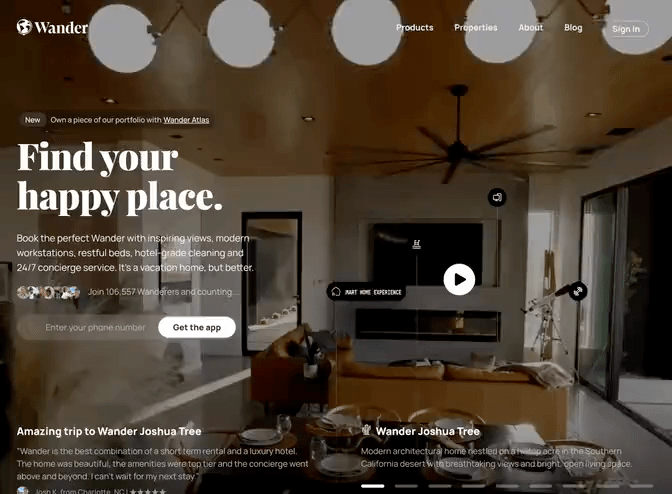 Wander
Products
Properties
About
Blog
Sign In
New Own a piece of our portfolio with Wander Atlas
Find your
happy place.
Book the perfect Wander with inspiring views, modern
workstations, restful beds, hotel-grade cleaning and
24/7 concierge service. It's a vacation home, but better.
Join 106,557 Wanderers and counting...
SMART HOME EXPERIENCE
Enter your phone number
Get the app
Amazing trip to Wander Joshua Tree
"Wander is the best combination of a short term rental and a luxury hotel.
The home was beautiful, the amenities were top tier and the concierge went
above and beyond. I can't wait for my next stay."
Josh K. from Charlotte, NC | ★★★★★
Wander Joshua Tree
Modern architectural home nestled on a hilltop acre in the Southern
California desert with breathtaking views and bright, open living space.